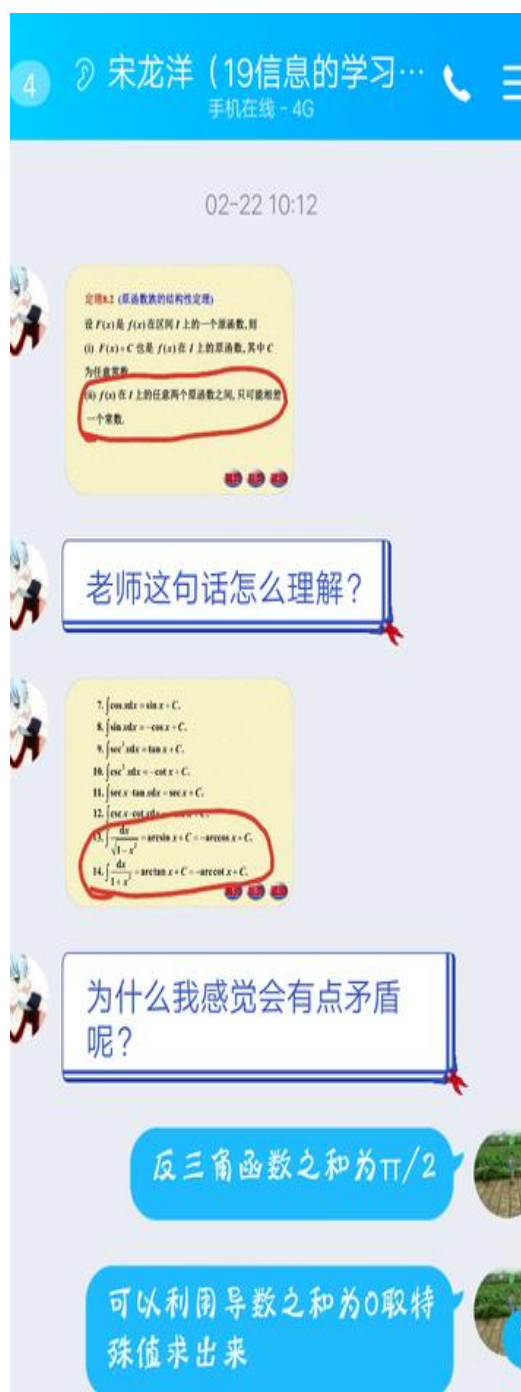 4
宋龙洋（19信息的学习…
手机在线 - 4G
02-22 10:12
定理8.2 (原函数族的结构性定理)
设 F(x) 是 f(x) 在区间 I 上的一个原函数, 则
(i) F(x)+C 也是 f(x) 在 I 上的原函数, 其中 C
为任意常数
(ii) f(x) 在 I 上的任意两个原函数之间, 只可能相差
一个常数.
老师这句话怎么理解？
7. ∫cos xdx = sin x + C.
8. ∫sin xdx = -cos x + C.
9. ∫sec² xdx = tan x + C.
10. ∫csc² xdx = -cot x + C.
11. ∫sec x·tan xdx = sec x + C.
12. ∫csc x·cot xdx
13. ∫dx/√(1-x²) = arcsin x + C = -arccos x + C.
14. ∫dx/(1+x²) = arctan x + C = -arccot x + C.
为什么我感觉会有点矛盾
呢？
反三角函数之和为π/2
可以利用导数之和为0取特
殊值求出来